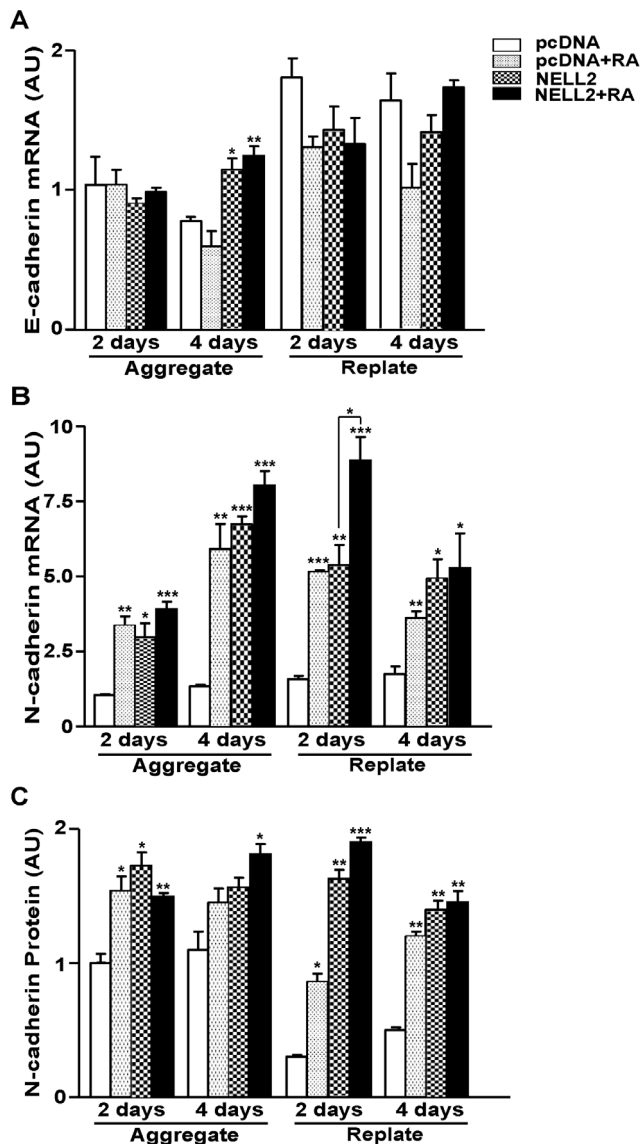 A
E-cadherin mRNA (AU)
2
1
0
* **
2 days 4 days 2 days 4 days
Aggregate Replate
pcDNA
pcDNA+RA
NELL2
NELL2+RA
B
N-cadherin mRNA (AU)
10
7.5
5.0
2.5
0
** * *** ** *** *** *** ** * *** ** * *
2 days 4 days 2 days 4 days
Aggregate Replate
C
N-cadherin Protein (AU)
2
1
0
* * ** * * ** *** ** ** **
2 days 4 days 2 days 4 days
Aggregate Replate